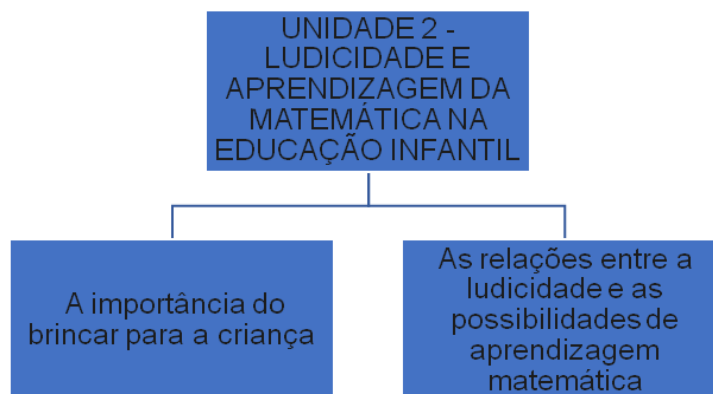 UNIDADE 2 -
LUDICIDADE E
APRENDIZAGEM DA
MATEMÁTICA NA
EDUCAÇÃO INFANTIL
A importância do
brincar para a criança
As relações entre a
ludicidade e as
possibilidades de
aprendizagem
matemática